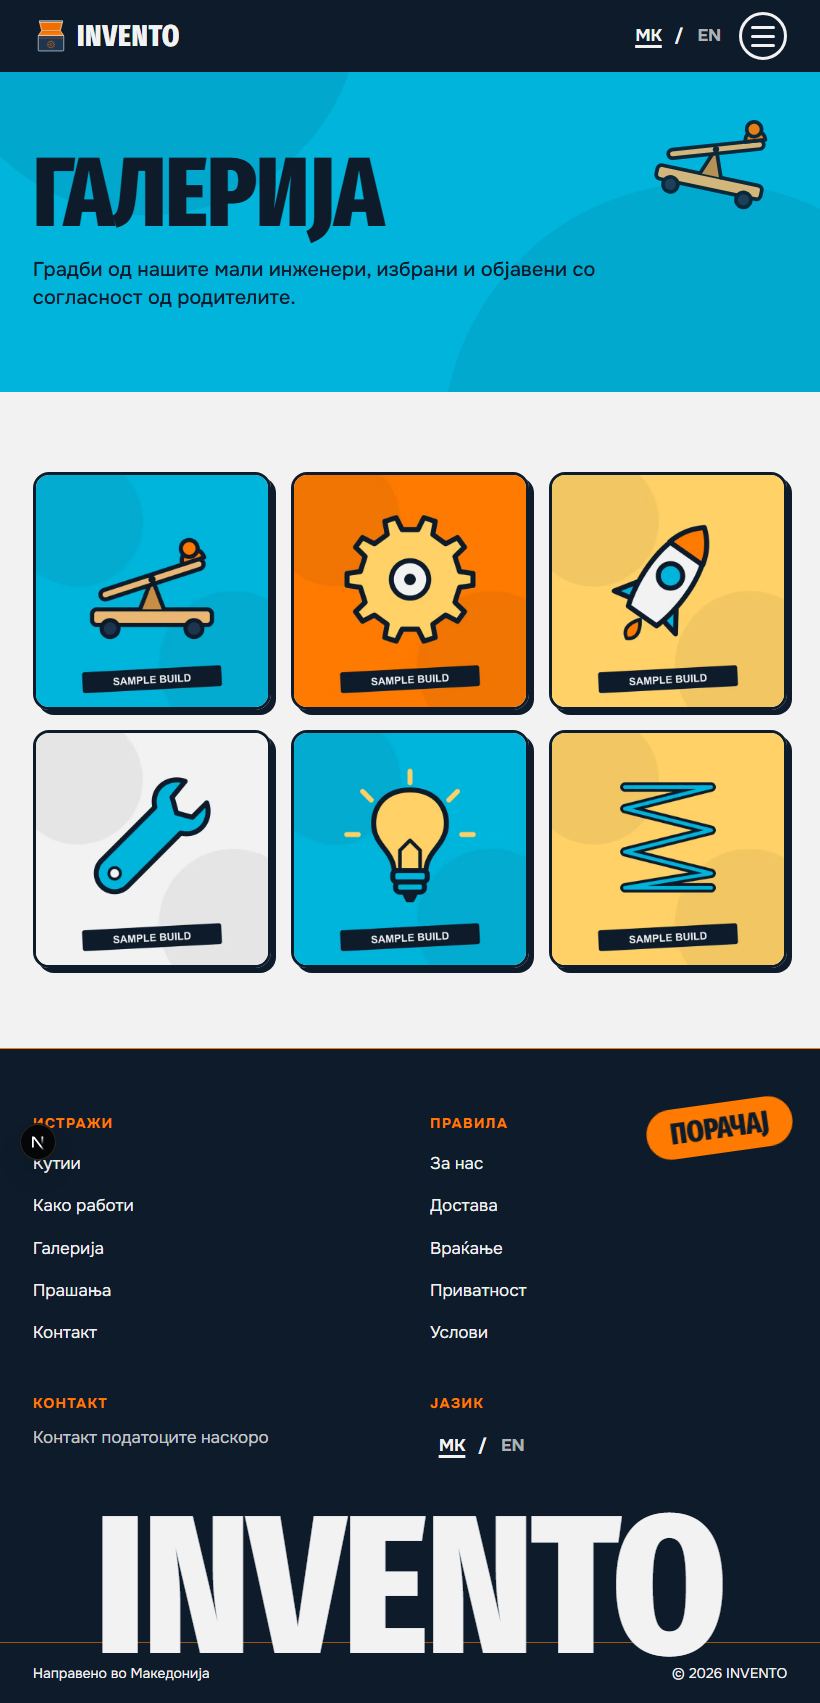 INVENTO
MK / EN
ГАЛЕРИЈА
Градби од нашите мали инженери, избрани и објавени со
согласност од родителите.
SAMPLE BUILD
SAMPLE BUILD
SAMPLE BUILD
SAMPLE BUILD
SAMPLE BUILD
SAMPLE BUILD
ИСТРАЖИ
Кутии
Како работи
Галерија
Прашања
Контакт
ПРАВИЛА
За нас
Достава
Враќање
Приватност
Услови
ПОРАЧАЈ
КОНТАКТ
Контакт податоците наскоро
ЈАЗИК
MK / EN
INVENTO
Направено во Македонија
© 2026 INVENTO